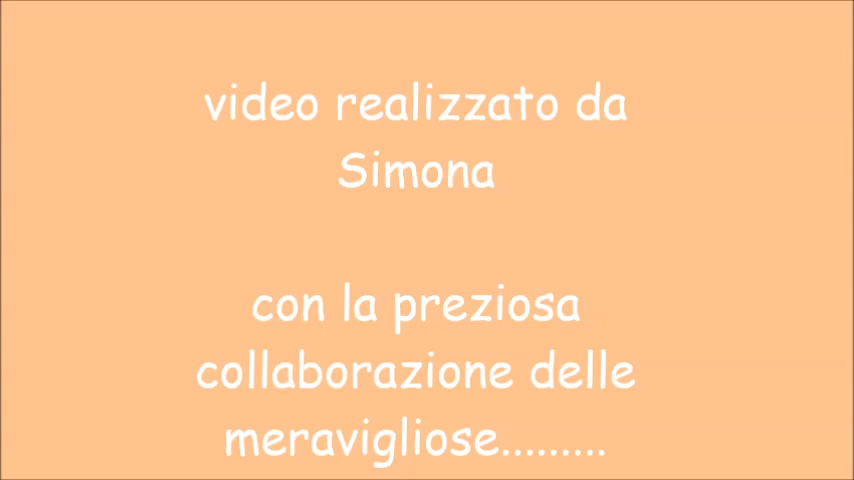 video realizzato da
Simona
con la preziosa
collaborazione delle
meravigliose.........